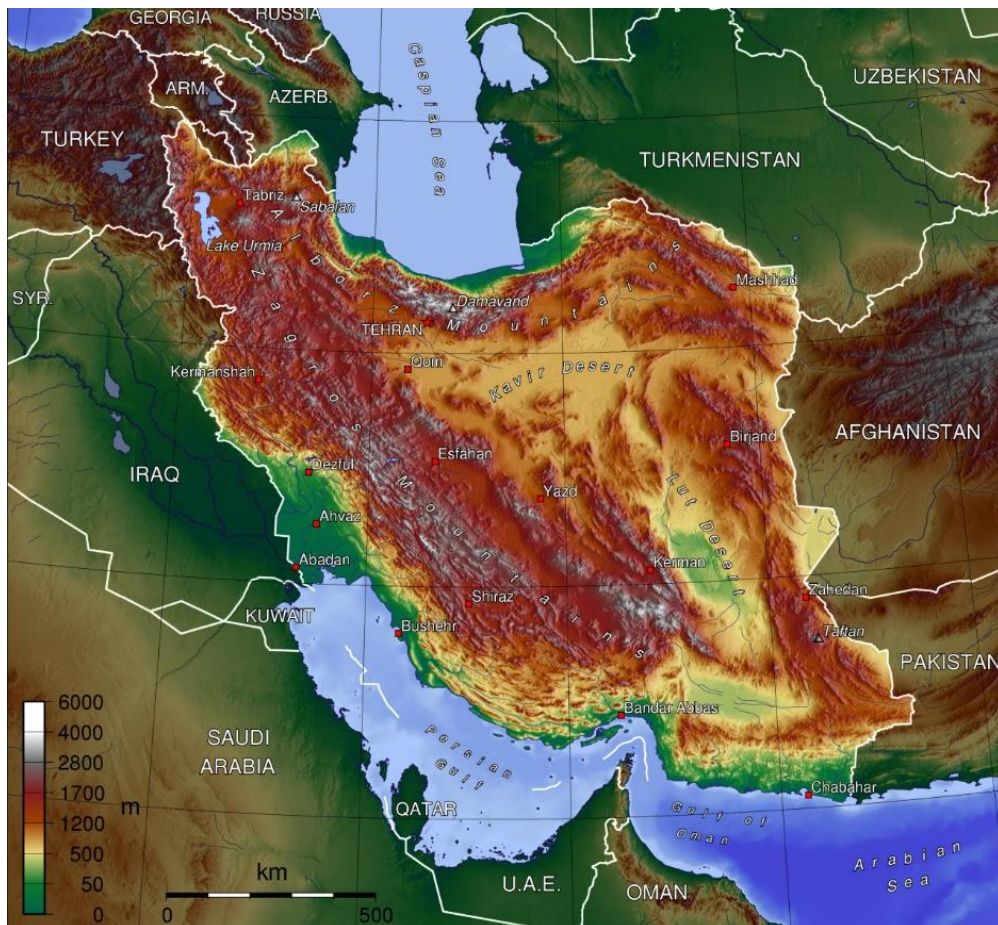 GEORGIA
RUSSIA
ARM.
AZERB.
Caspian Sea
UZBEKISTAN
TURKEY
TURKMENISTAN
Tabriz
Sabalan
Lake Urmia
Alborz Mountains
Mashhad
SYR.
Damavand
TEHRAN
Zagros Mountains
Kermanshah
Qom
Kavir Desert
AFGHANISTAN
Birjand
IRAQ
Dezful
Esfahan
Yazd
Lut Desert
Ahvaz
Abadan
Kerman
KUWAIT
Shiraz
Zahedan
Bushehr
Taftan
PAKISTAN
Bandar Abbas
SAUDI
ARABIA
Persian
Gulf
QATAR
Chabahar
Gulf of
Oman
Arabian
Sea
U.A.E.
OMAN
6000
4000
2800
1700
1200
500
50
0
m
km
0
500